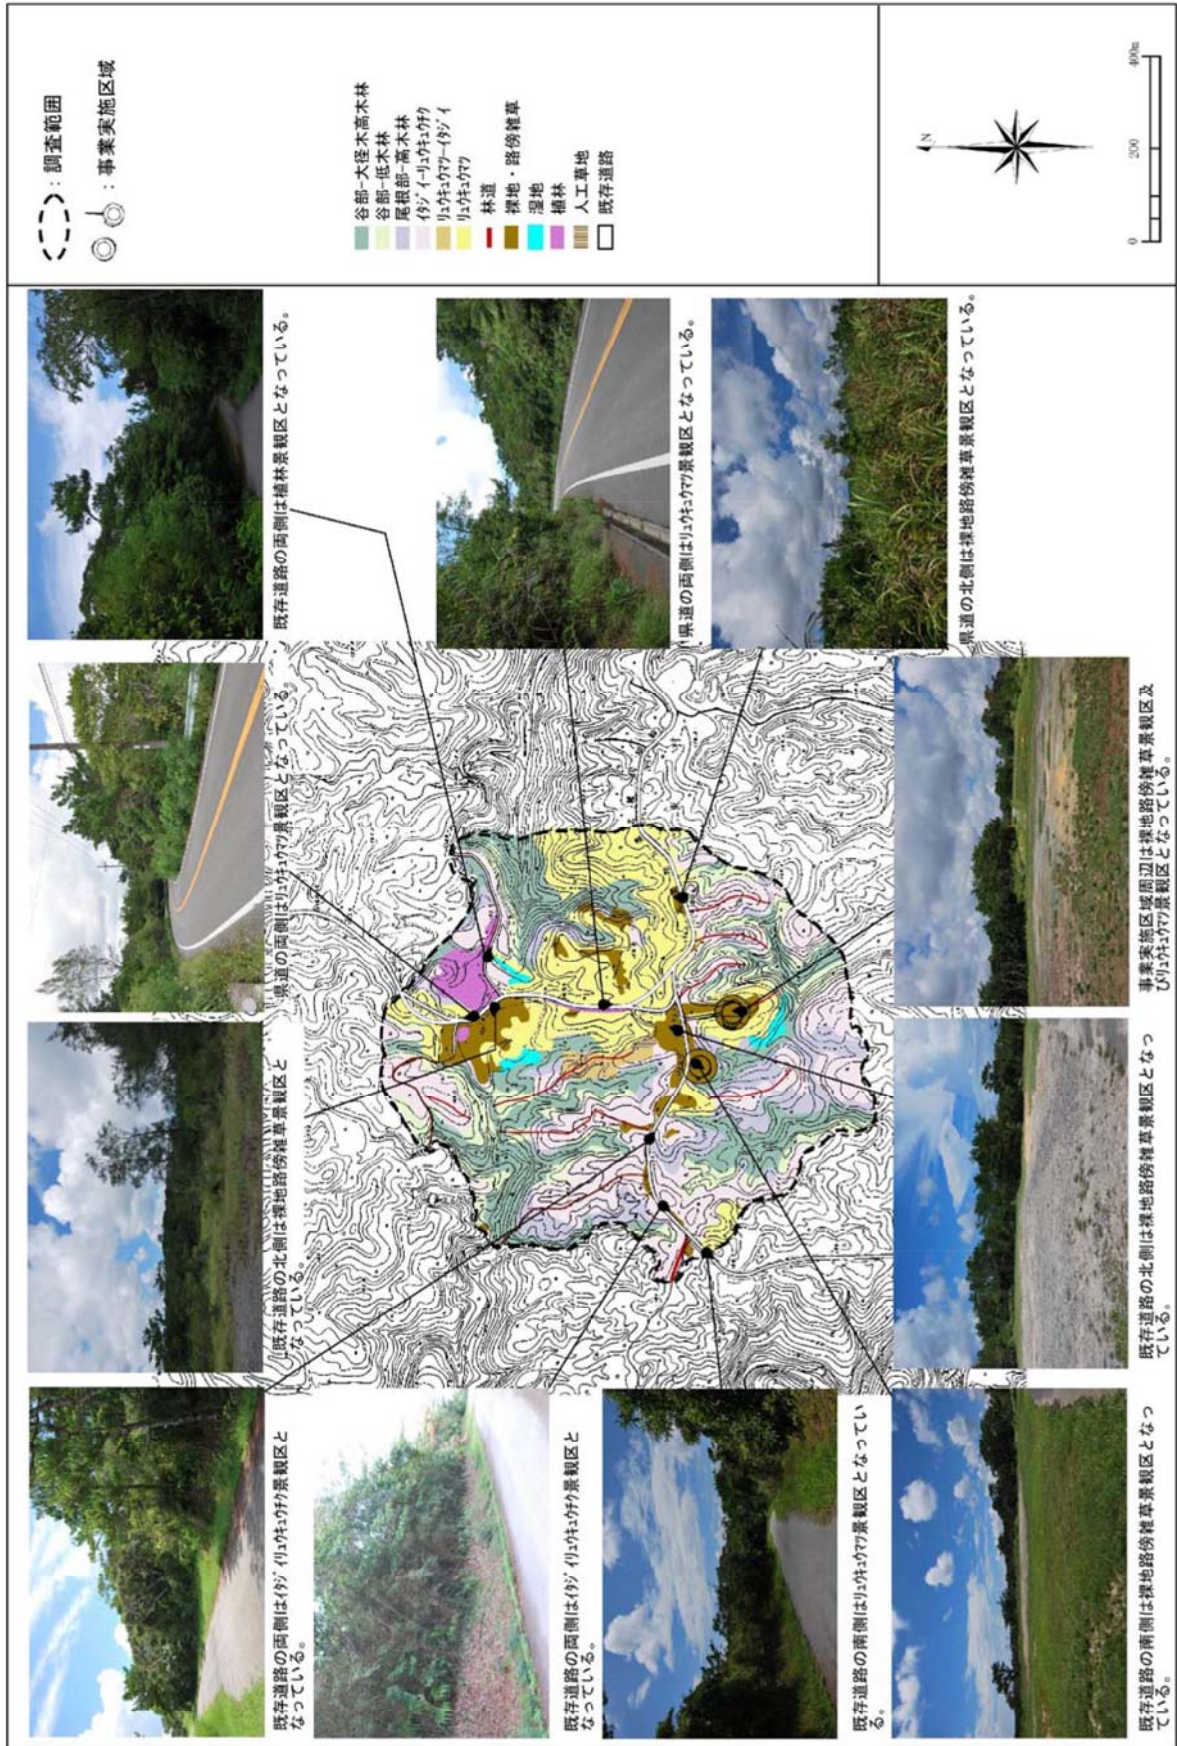 ：調査範囲
：事業実施区域
谷部-大径木高木林
谷部-低木林
尾根部-高木林
ｲﾀｼﾞｲｰﾘｭｳｷｭｳﾁｸ
ﾘｭｳｷｭｳﾏﾂｰｲﾀｼﾞｲ
ﾘｭｳｷｭｳﾏﾂ
林道
裸地・路傍雑草
湿地
植林
人工草地
既存道路
N
0 200 400m
既存道路の両側はｲﾀｼﾞｲﾘｭｳｷｭｳﾁｸ景観区と
なっている。
既存道路の北側は裸地路傍雑草景観区と
なっている。
県道の両側はﾘｭｳｷｭｳﾏﾂ景観区となっている。
既存道路の両側は植林景観区となっている。
既存道路の両側はｲﾀｼﾞｲﾘｭｳｷｭｳﾁｸ景観区と
なっている。
県道の両側はﾘｭｳｷｭｳﾏﾂ景観区となっている。
既存道路の南側はﾘｭｳｷｭｳﾏﾂ景観区となってい
る。
県道の北側は裸地路傍雑草景観区となっている。
既存道路の南側は裸地路傍雑草景観区となっ
ている。
既存道路の北側は裸地路傍雑草景観区となっ
ている。
事業実施区域周辺は裸地路傍雑草景観区及
びﾘｭｳｷｭｳﾏﾂ景観区となっている。